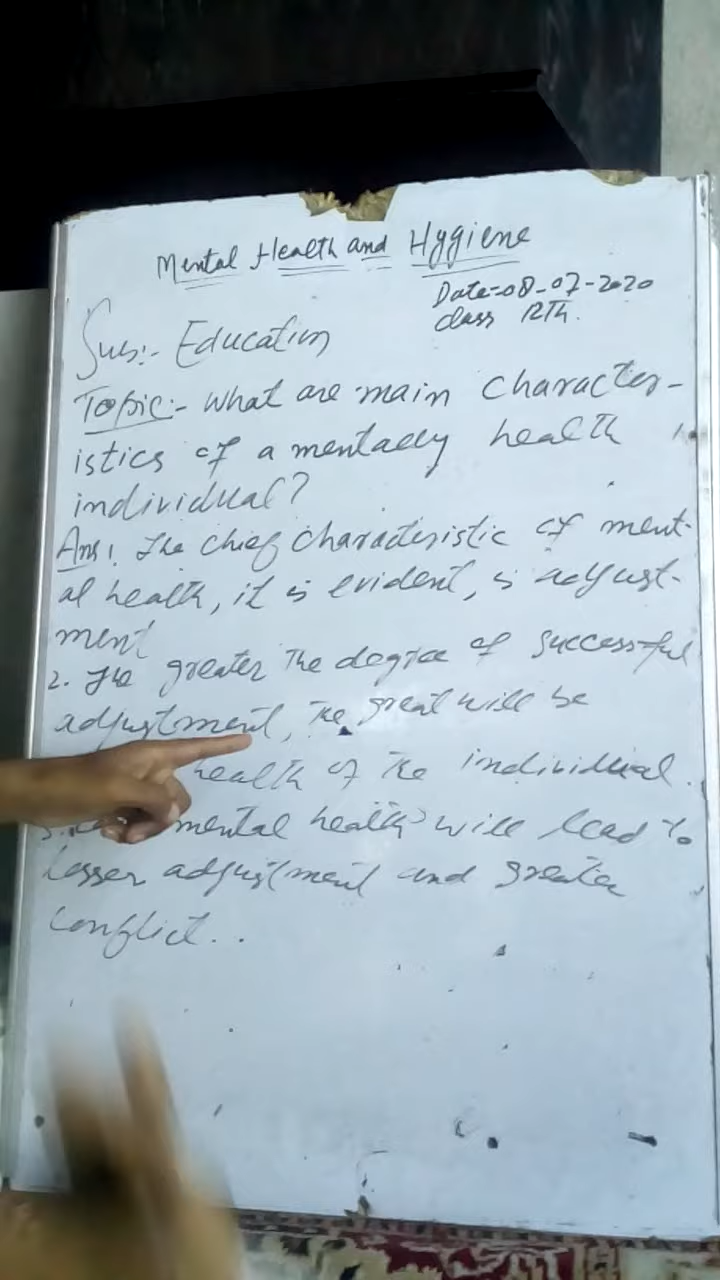 Mental Health and Hygiene
Date-08-07-2020
class 12Th.
Sub:- Education
Topic:- What are main character-
istics of a mentally health
individual?
Ans! The chief characteristic of ment-
al health, it is evident, is adjust-
ment
2. The greater the degree of successful
adjustment, the great will be
health of the individual.
mental health will lead to
lesser adjustment and greater
conflict..